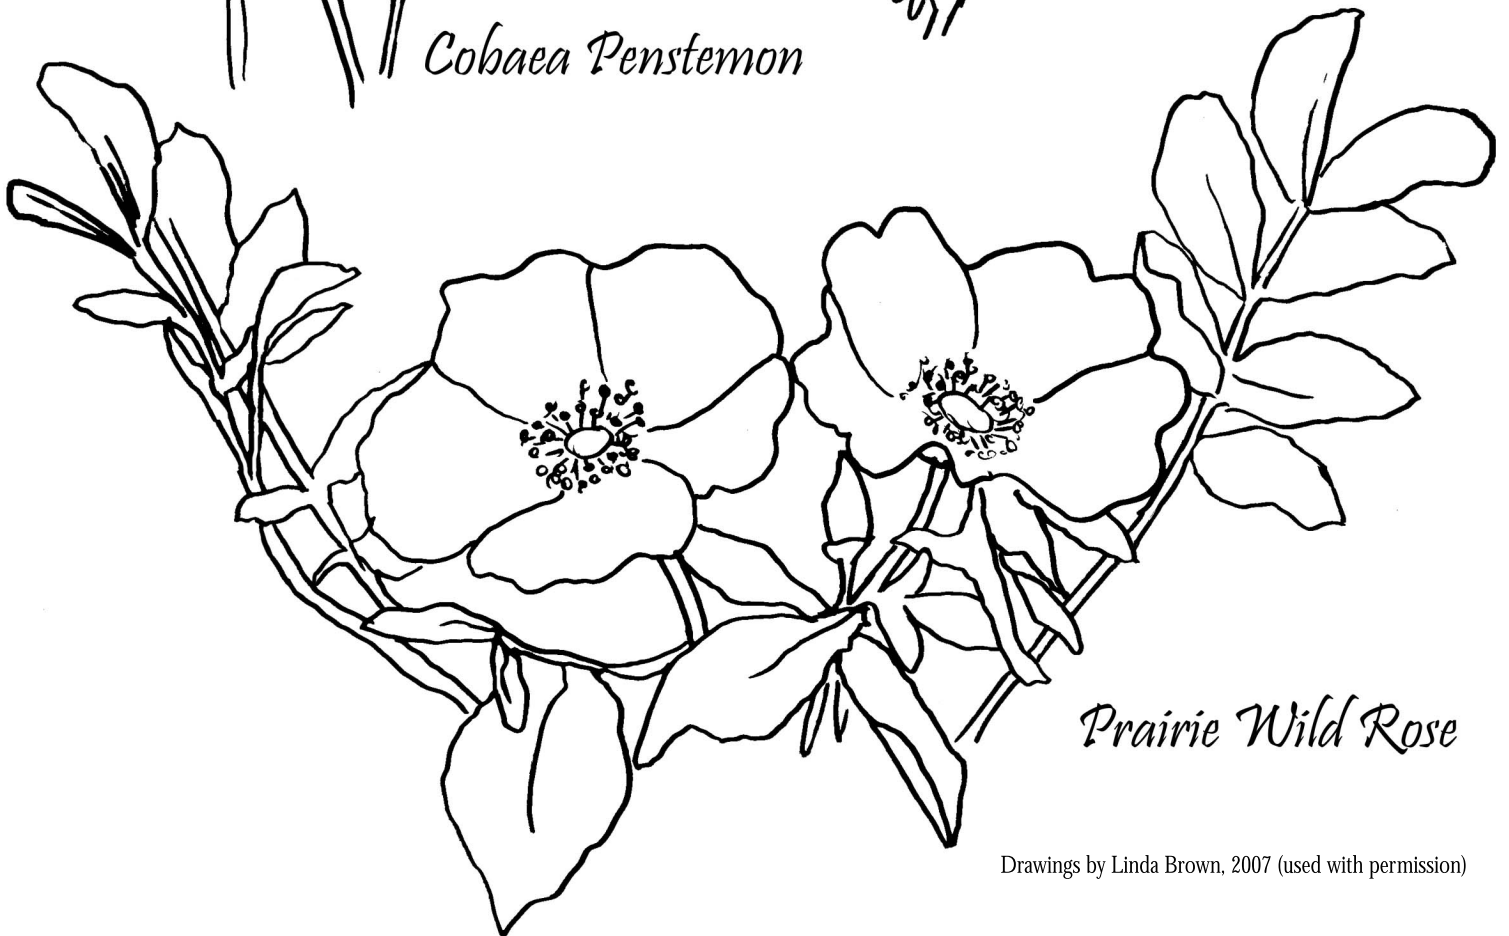 Cobaea Penstemon
Prairie Wild Rose
Drawings by Linda Brown, 2007 (used with permission)